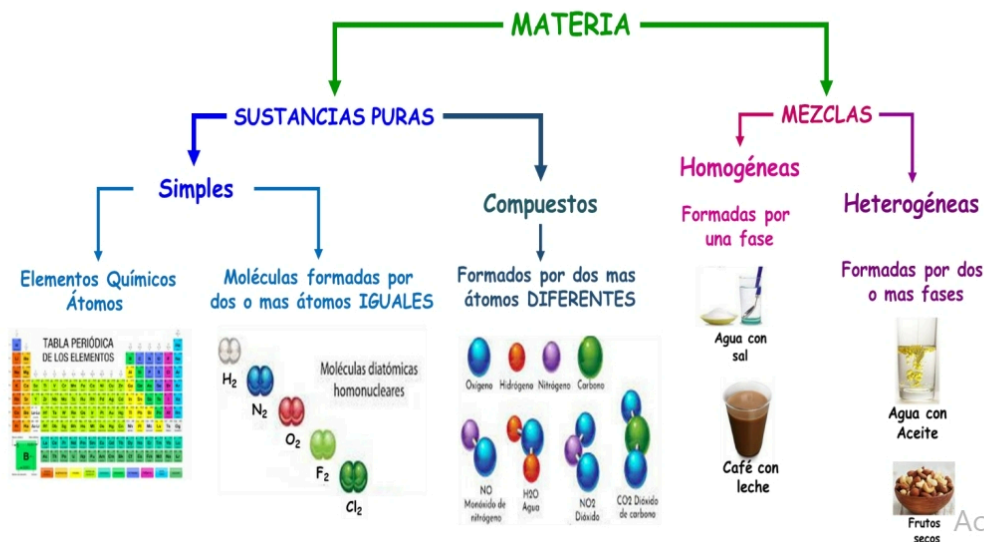 MATERIA
SUSTANCIAS PURAS
MEZCLAS
Simples
Compuestos
Homogéneas
Heterogéneas
Elementos Químicos
Átomos
Moléculas formadas por
dos o mas átomos IGUALES
Formados por dos mas
átomos DIFERENTES
Formadas por
una fase
Formadas por dos
o mas fases
TABLA PERIÓDICA
DE LOS ELEMENTOS
B
Moléculas diatómicas
homonucleares
H2
N2
O2
F2
Cl2
Oxígeno Hidrógeno Nitrógeno Carbono
NO
Monóxido de
nitrógeno
H2O
Agua
NO2
Dióxido
CO2 Dióxido
de carbono
Agua con
sal
Café con
leche
Agua con
Aceite
Frutos
secos
Ac